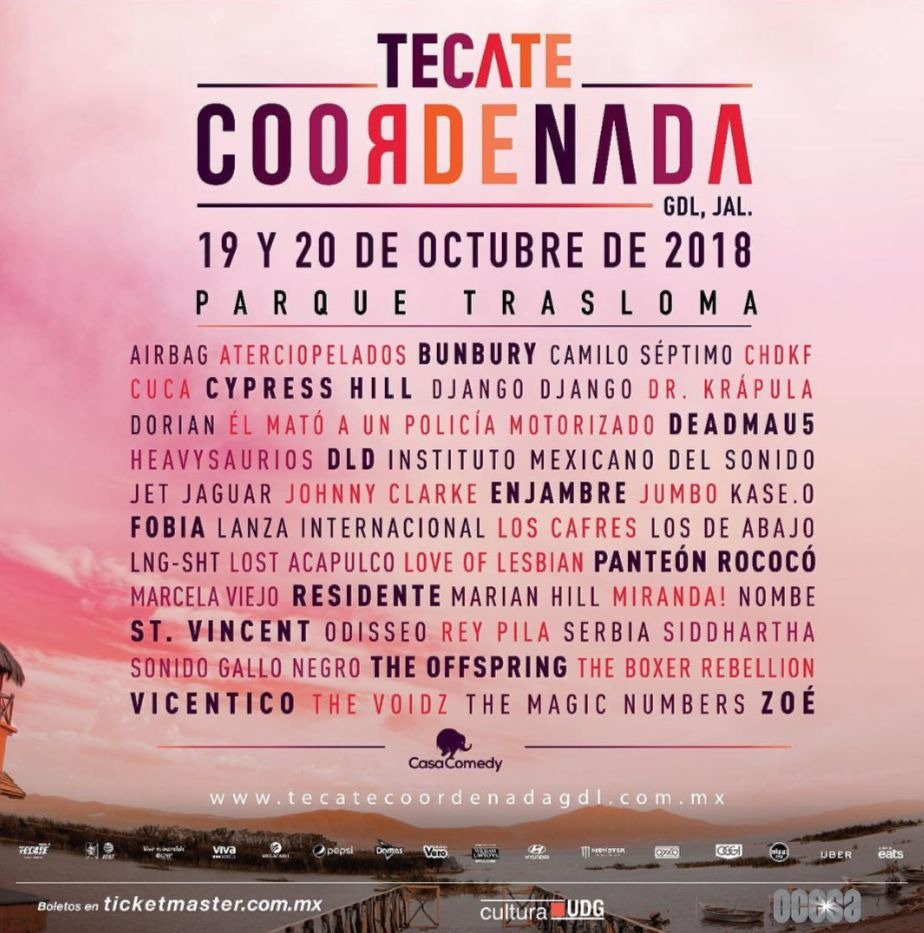 TECATE
COORDENADA
GDL, JAL.
19 Y 20 DE OCTUBRE DE 2018
PARQUE TRASLOMA
AIRBAG ATERCIOPELADOS BUNBURY CAMILO SÉPTIMO CHDKF
CUCA CYPRESS HILL DJANGO DJANGO DR. KRÁPULA
DORIAN ÉL MATÓ A UN POLICÍA MOTORIZADO DEADMAU5
HEAVYSAURIOS DLD INSTITUTO MEXICANO DEL SONIDO
JET JAGUAR JOHNNY CLARKE ENJAMBRE JUMBO KASE.O
FOBIA LANZA INTERNACIONAL LOS CAFRES LOS DE ABAJO
LNG-SHT LOST ACAPULCO LOVE OF LESBIAN PANTEÓN ROCOCÓ
MARCELA VIEJO RESIDENTE MARIAN HILL MIRANDA! NOMBE
ST. VINCENT ODISSEO REY PILA SERBIA SIDDHARTHA
SONIDO GALLO NEGRO THE OFFSPRING THE BOXER REBELLION
VICENTICO THE VOIDZ THE MAGIC NUMBERS ZOÉ
CasaComedy
www.tecatecoordenadagdl.com.mx
TECATE AT&T VIVA pepsi Domos HYUNDAI MONSTER OXXO UBER eats
Boletos en ticketmaster.com.mx
cultura UDG
ocesa